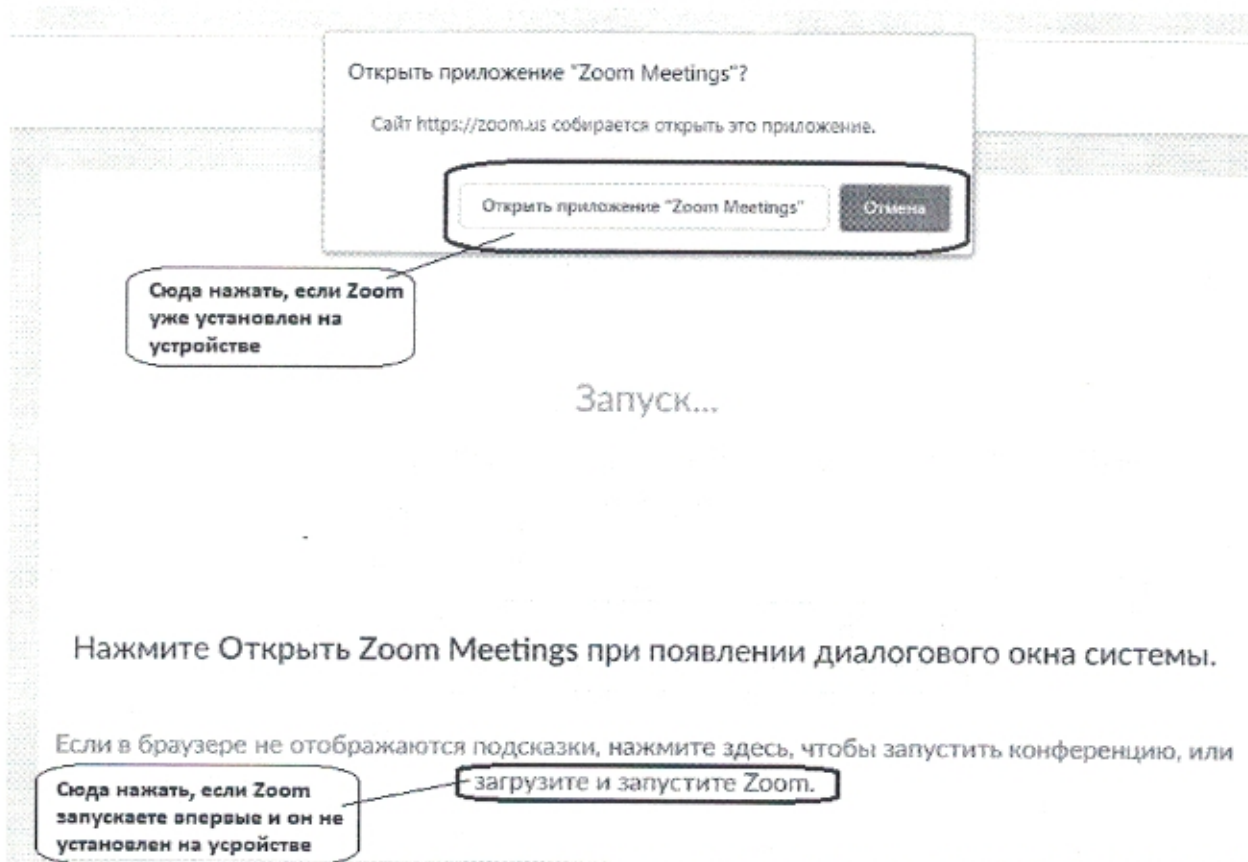 Открыть приложение "Zoom Meetings"?
Сайт https://zoom.us собирается открыть это приложение.
Открыть приложение "Zoom Meetings"
Отмена
Сюда нажать, если Zoom
уже установлен на
устройстве
Запуск...
Нажмите Открыть Zoom Meetings при появлении диалогового окна системы.
Если в браузере не отображаются подсказки, нажмите здесь, чтобы запустить конференцию, или
загрузите и запустите Zoom.
Сюда нажать, если Zoom
запускаете впервые и он не
установлен на усройстве